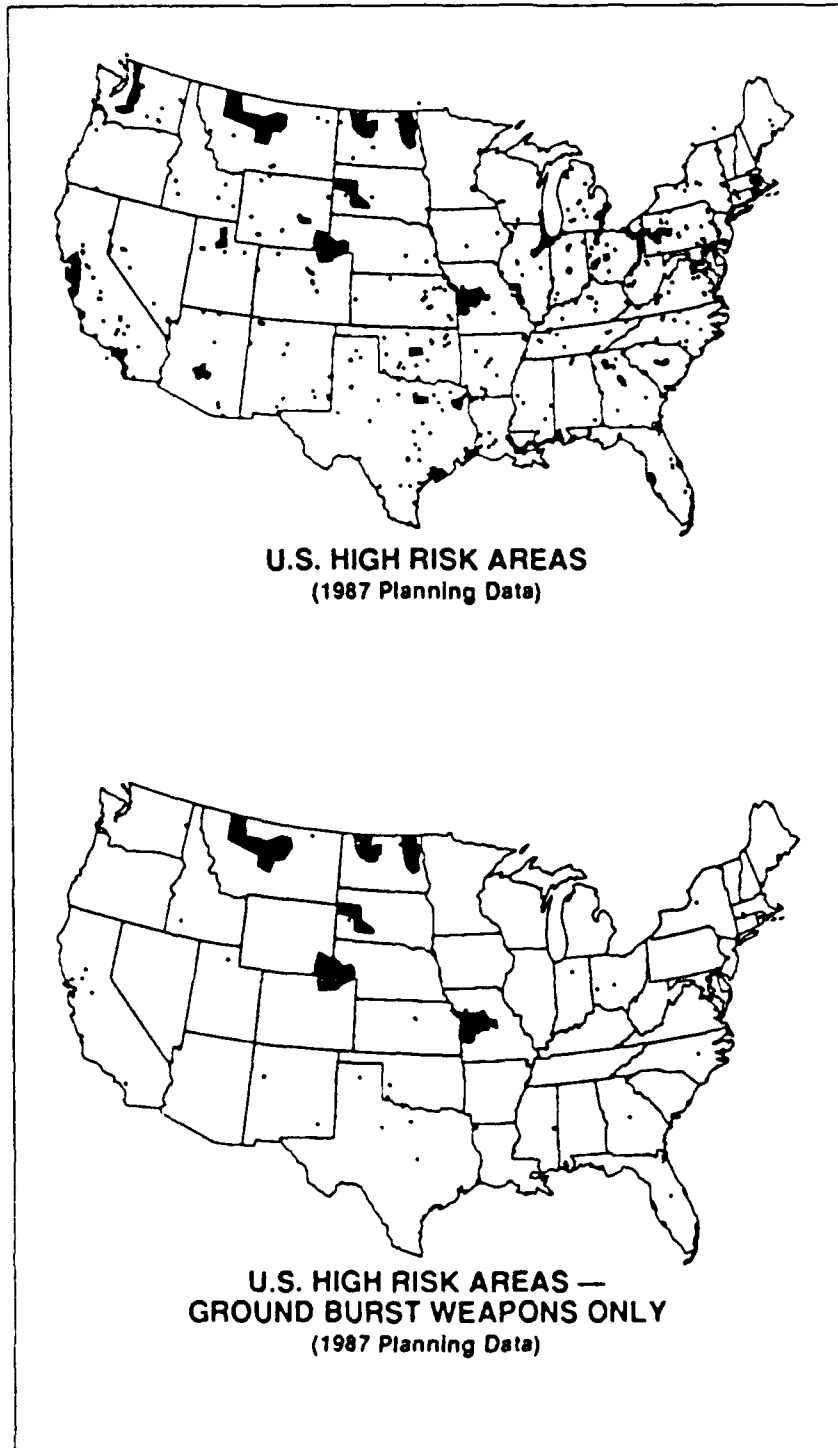 U.S. HIGH RISK AREAS
(1987 Planning Data)
U.S. HIGH RISK AREAS —
GROUND BURST WEAPONS ONLY
(1987 Planning Data)